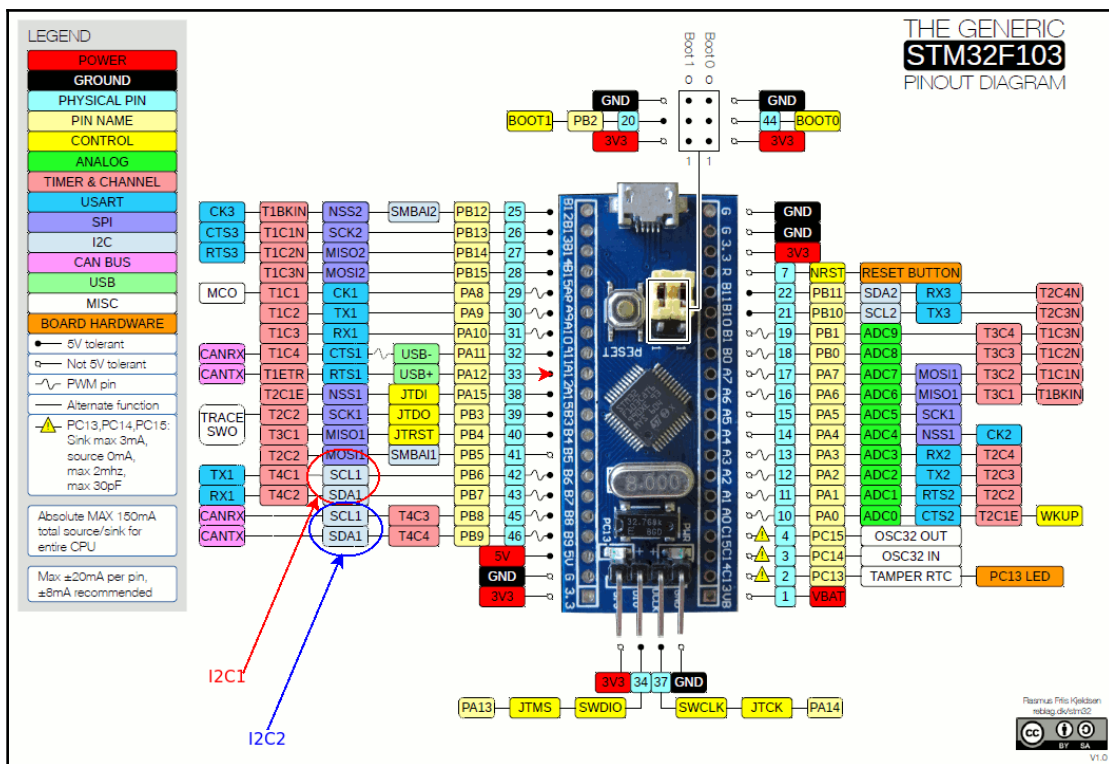 LEGEND
POWER
GROUND
PHYSICAL PIN
PIN NAME
CONTROL
ANALOG
TIMER & CHANNEL
USART
SPI
I2C
CAN BUS
USB
MISC
BOARD HARDWARE
5V tolerant
Not 5V tolerant
PWM pin
Alternate function
PC13,PC14,PC15:
Sink max 3mA,
source 0mA,
max 2mhz,
max 30pF
Absolute MAX 150mA
total source/sink for
entire CPU
Max ±20mA per pin,
±8mA recommended
THE GENERIC
STM32F103
PINOUT DIAGRAM
Boot1 Boot0
0 0
GND GND
BOOT1 PB2 20 44 BOOT0
3V3 3V3
1 1
CK3 T1BKIN NSS2 SMBAI2 PB12 25
CTS3 T1C1N SCK2 PB13 26
RTS3 T1C2N MISO2 PB14 27
T1C3N MOSI2 PB15 28
MCO T1C1 CK1 PA8 29
T1C2 TX1 PA9 30
T1C3 RX1 PA10 31
CANRX T1C4 CTS1 USB- PA11 32
CANTX T1ETR RTS1 USB+ PA12 33
T2C1E NSS1 JTDI PA15 38
TRACE SWO
T2C2 SCK1 JTDO PB3 39
T3C1 MISO1 JTRST PB4 40
T2C2 MOSI1 SMBAI1 PB5 41
TX1 T4C1 SCL1 PB6 42
RX1 T4C2 SDA1 PB7 43
CANRX SCL1 T4C3 PB8 45
CANTX SDA1 T4C4 PB9 46
5V
GND
3V3
RESET
8.000
32.768k
PC13
PWR
GND
GND
3V3
7 NRST RESET BUTTON
22 PB11 SDA2 RX3 T2C4N
21 PB10 SCL2 TX3 T2C3N
19 PB1 ADC9 T3C4 T1C3N
18 PB0 ADC8 T3C3 T1C2N
17 PA7 ADC7 MOSI1 T3C2 T1C1N
16 PA6 ADC6 MISO1 T3C1 T1BKIN
15 PA5 ADC5 SCK1
14 PA4 ADC4 NSS1 CK2
13 PA3 ADC3 RX2 T2C4
12 PA2 ADC2 TX2 T2C3
11 PA1 ADC1 RTS2 T2C2
10 PA0 ADC0 CTS2 T2C1E WKUP
4 PC15 OSC32 OUT
3 PC14 OSC32 IN
2 PC13 TAMPER RTC PC13 LED
1 VBAT
3V3 34 37 GND
PA13 JTMS SWDIO SWCLK JTCK PA14
I2C1
I2C2
Rasmus Friis Kjeldsen
reblag.dk/stm32
CC BY SA
V1.0